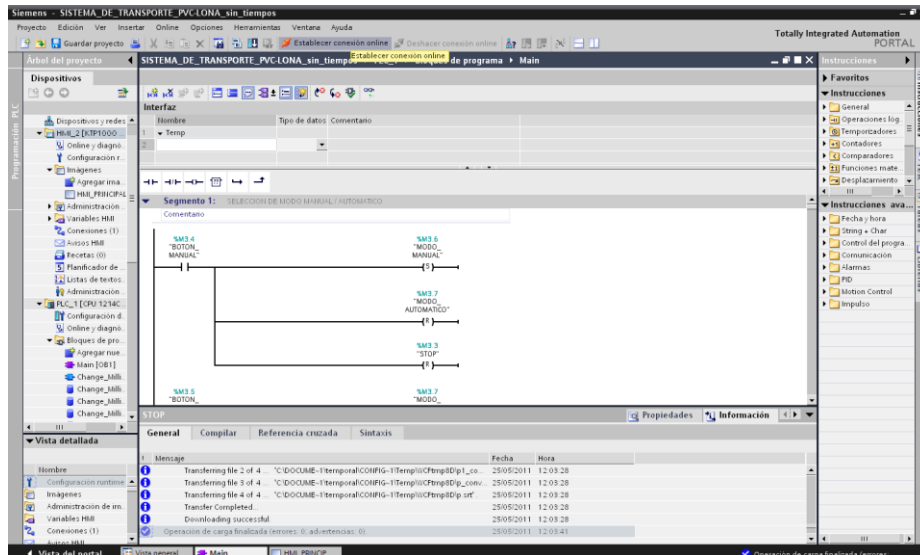 Siemens - SISTEMA_DE_TRANSPORTE_PVC-LONA_sin_tiempos
Proyecto Edición Ver Insertar Online Opciones Herramientas Ventana Ayuda
Totally Integrated Automation
PORTAL
Guardar proyecto
Establecer conexión online
Deshacer conexión online
Establecer conexión online
Árbol del proyecto
SISTEMA_DE_TRANSPORTE_PVC-LONA_sin_tiempos
de programa
Main
Instrucciones
Dispositivos
Programación PLC
Dispositivos y redes
HMI_2 [KTP1000 ...
Online y diagnó..
Configuración r...
Imágenes
Agregar ima...
HMI_PRINCIPAL
Administración ..
Variables HMI
Conexiones (1)
Avisos HMI
Recetas (0)
Planificador de ..
Listas de textos..
Administración..
PLC_1 [CPU 1214C..
Configuración d..
Online y diagnó..
Bloques de pro...
Agregar nue...
Main [OB1]
Change_Milli..
Change_Milli..
Change_Milli..
Change_Milli..
Vista detallada
Nombre
Configuración runtime
Imágenes
Administración de im..
Variables HMI
Conexiones (1)
Avisos HMI
Interfaz
Nombre Tipo de datos Comentario
1 Temp
2
Segmento 1: SELECCION DE MODO MANUAL / AUTOMATICO
Comentario
%M3.4
"BOTON_
MANUAL"
%M3.6
"MODO_
MANUAL"
S
%M3.7
"MODO_
AUTOMATICO"
R
%M3.3
"STOP"
R
%M3.5
"BOTON_
%M3.7
"MODO_
STOP
Propiedades
Información
General Compilar Referencia cruzada Sintaxis
! Mensaje Fecha Hora
Transferring file 2 of 4 ... 25/05/2011 12:03:28
Transferring file 3 of 4 ... 25/05/2011 12:03:28
Transferring file 4 of 4 ... 25/05/2011 12:03:28
Transfer Completed... 25/05/2011 12:03:28
Downloading successful. 25/05/2011 12:03:28
Operación de carga finalizada (errores: 0; advertencias: 0) 25/05/2011 12:03:41
Favoritos
Instrucciones
General
Operaciones lóg..
Temporizadores
Contadores
Comparadores
Funciones mate..
Desplazamiento
Instrucciones ava...
Fecha y hora
String + Char
Control del progra..
Comunicación
Alarmas
PID
Motion Control
Impulso
Vista del portal
Vista general
Main
HMI_PRINCIP...
Operación de carga finalizada (errores